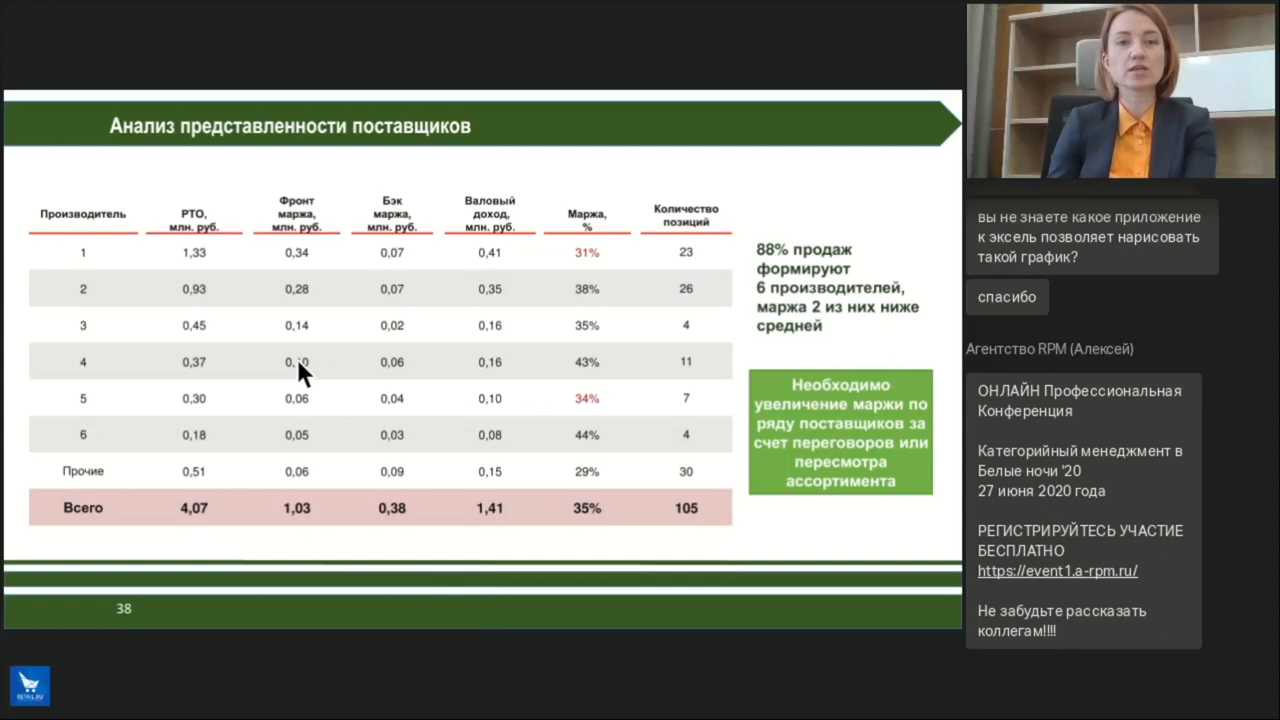 Анализ представленности поставщиков
Производитель
РТО,
млн. руб.
Фронт
маржа,
млн. руб.
Бэк
маржа,
млн. руб.
Валовый
доход,
млн. руб.
Маржа,
%
Количество
позиций
1 1,33 0,34 0,07 0,41 31% 23
2 0,93 0,28 0,07 0,35 38% 26
3 0,45 0,14 0,02 0,16 35% 4
4 0,37 0,10 0,06 0,16 43% 11
5 0,30 0,06 0,04 0,10 34% 7
6 0,18 0,05 0,03 0,08 44% 4
Прочие 0,51 0,06 0,09 0,15 29% 30
Всего 4,07 1,03 0,38 1,41 35% 105
88% продаж
формируют
6 производителей,
маржа 2 из них ниже
средней
Необходимо
увеличение маржи по
ряду поставщиков за
счет переговоров или
пересмотра
ассортимента
38
RETAIL.RU
вы не знаете какое приложение
к эксель позволяет нарисовать
такой график?
спасибо
Агентство RPM (Алексей)
ОНЛАЙН Профессиональная
Конференция
Категорийный менеджмент в
Белые ночи '20
27 июня 2020 года
РЕГИСТРИРУЙТЕСЬ УЧАСТИЕ
БЕСПЛАТНО
https://event1.a-rpm.ru/
Не забудьте рассказать
коллегам!!!!